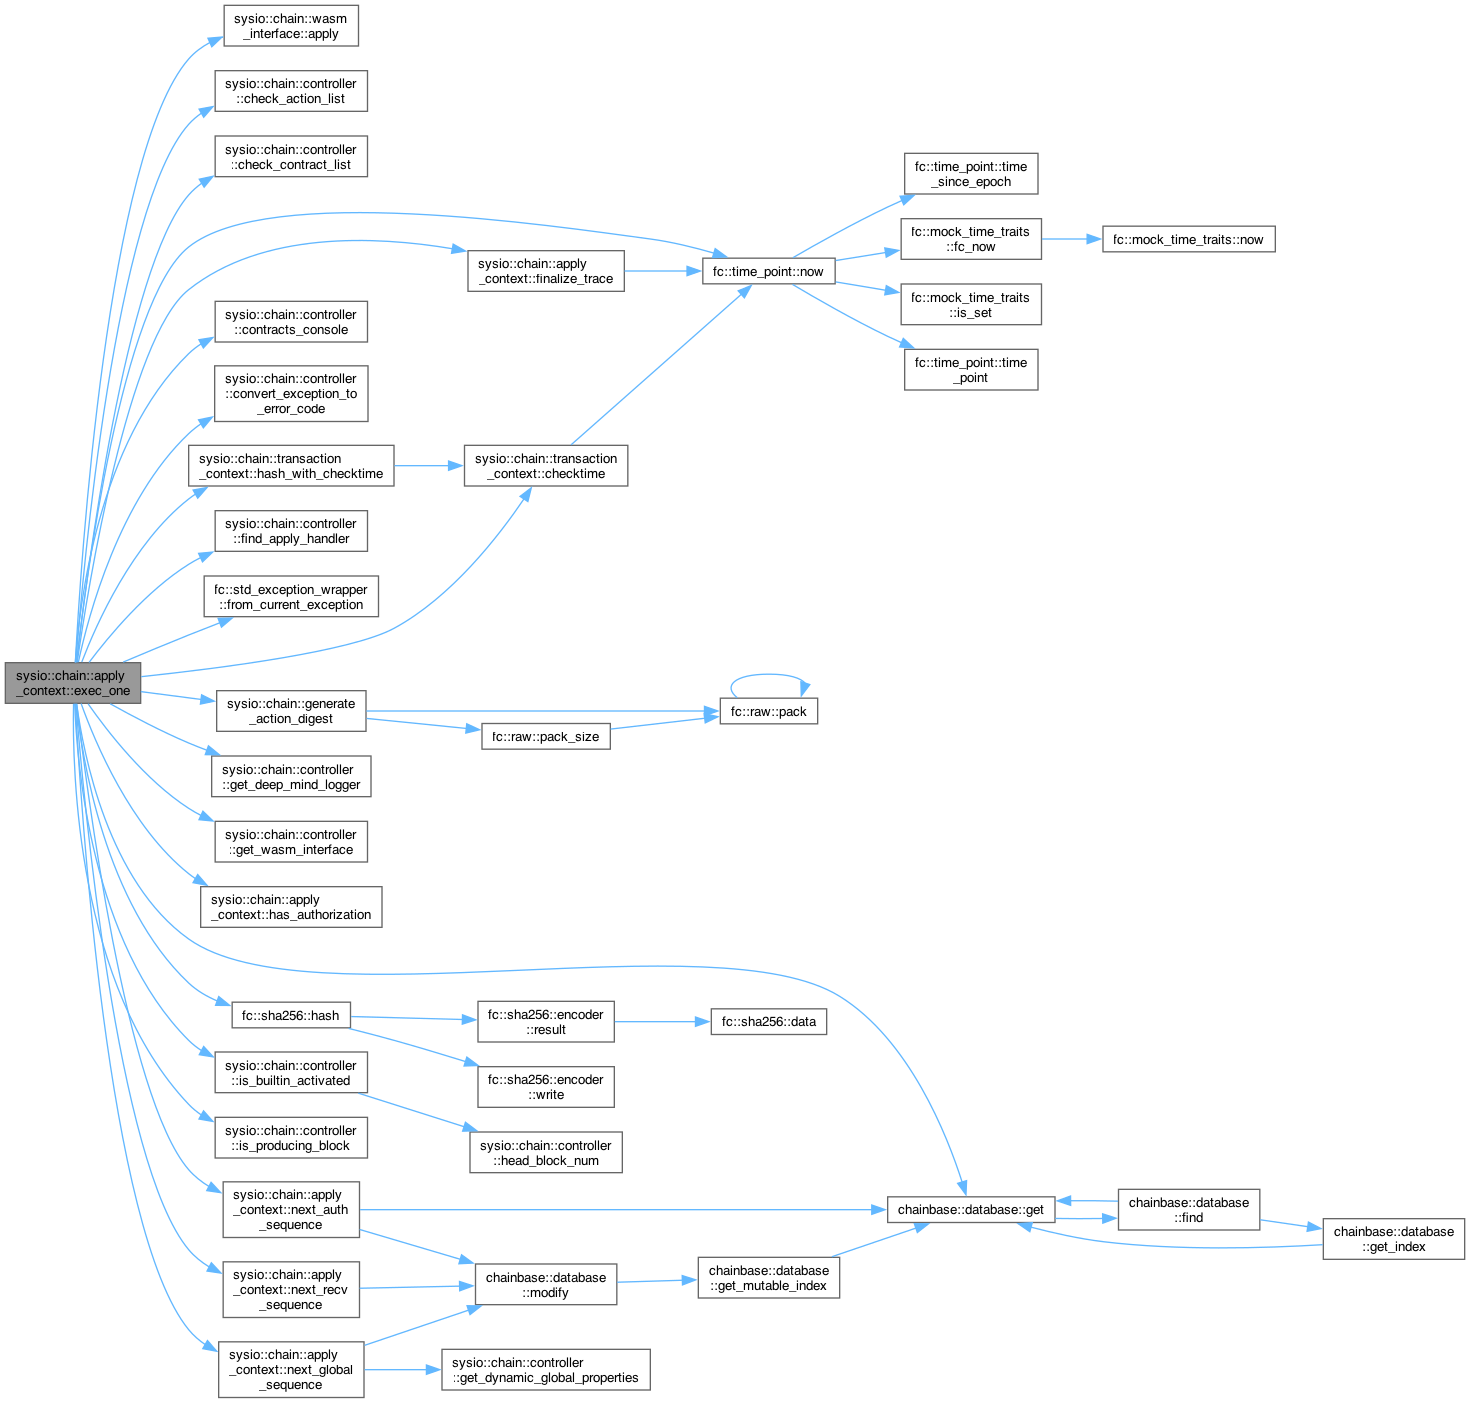 sysio::chain::wasm
_interface::apply
sysio::chain::controller
::check_action_list
sysio::chain::controller
::check_contract_list
fc::time_point::time
_since_epoch
fc::mock_time_traits
::fc_now
fc::mock_time_traits::now
sysio::chain::apply
_context::finalize_trace
fc::time_point::now
fc::mock_time_traits
::is_set
sysio::chain::controller
::contracts_console
fc::time_point::time
_point
sysio::chain::controller
::convert_exception_to
_error_code
sysio::chain::transaction
_context::hash_with_checktime
sysio::chain::transaction
_context::checktime
sysio::chain::controller
::find_apply_handler
fc::std_exception_wrapper
::from_current_exception
sysio::chain::apply
_context::exec_one
sysio::chain::generate
_action_digest
fc::raw::pack
fc::raw::pack_size
sysio::chain::controller
::get_deep_mind_logger
sysio::chain::controller
::get_wasm_interface
sysio::chain::apply
_context::has_authorization
fc::sha256::hash
fc::sha256::encoder
::result
fc::sha256::data
sysio::chain::controller
::is_builtin_activated
fc::sha256::encoder
::write
sysio::chain::controller
::is_producing_block
sysio::chain::controller
::head_block_num
sysio::chain::apply
_context::next_auth
_sequence
chainbase::database::get
chainbase::database
::find
chainbase::database
::get_index
sysio::chain::apply
_context::next_recv
_sequence
chainbase::database
::modify
chainbase::database
::get_mutable_index
sysio::chain::apply
_context::next_global
_sequence
sysio::chain::controller
::get_dynamic_global_properties